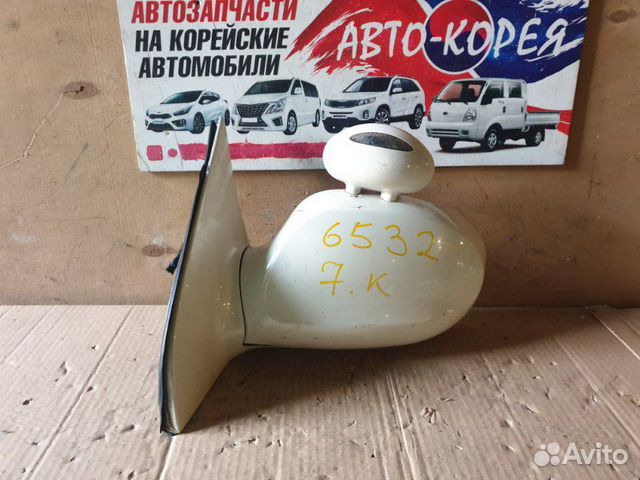 АВТОЗАПЧАСТИ
НА КОРЕЙСКИЕ
АВТОМОБИЛИ
АВТО-КОРЕЯ
6532
7.К
Avito